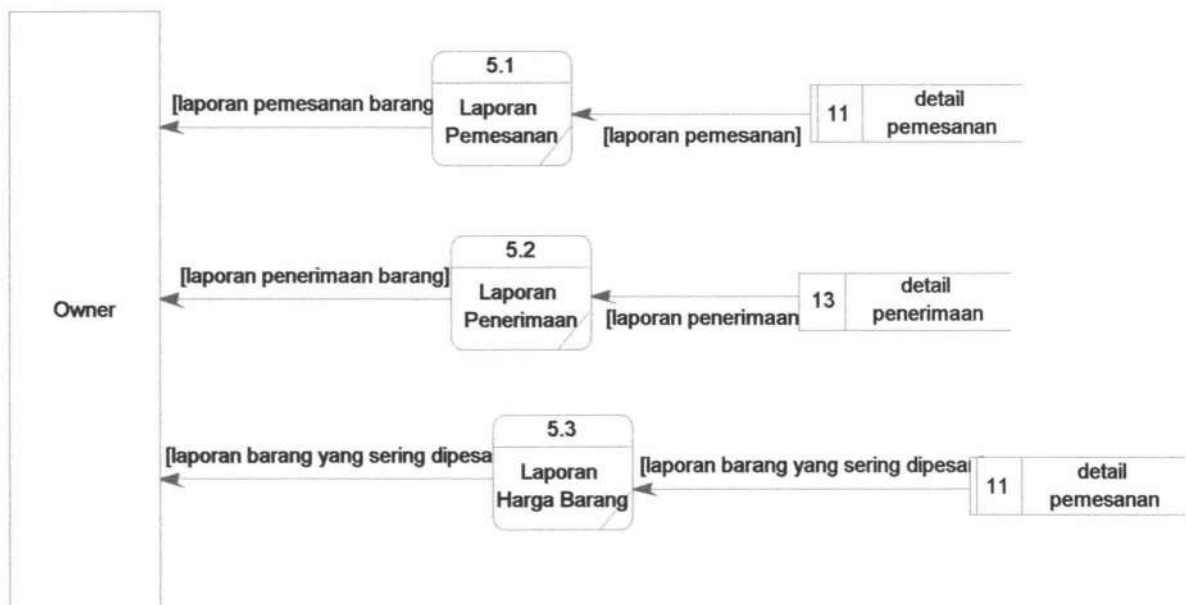 Owner
5.1
Laporan
Pemesanan
[laporan pemesanan barang
[laporan pemesanan]
11
detail
pemesanan
5.2
Laporan
Penerimaan
[laporan penerimaan barang]
[laporan penerimaan
13
detail
penerimaan
5.3
Laporan
Harga Barang
[laporan barang yang sering dipesa
[laporan barang yang sering dipesan
11
detail
pemesanan